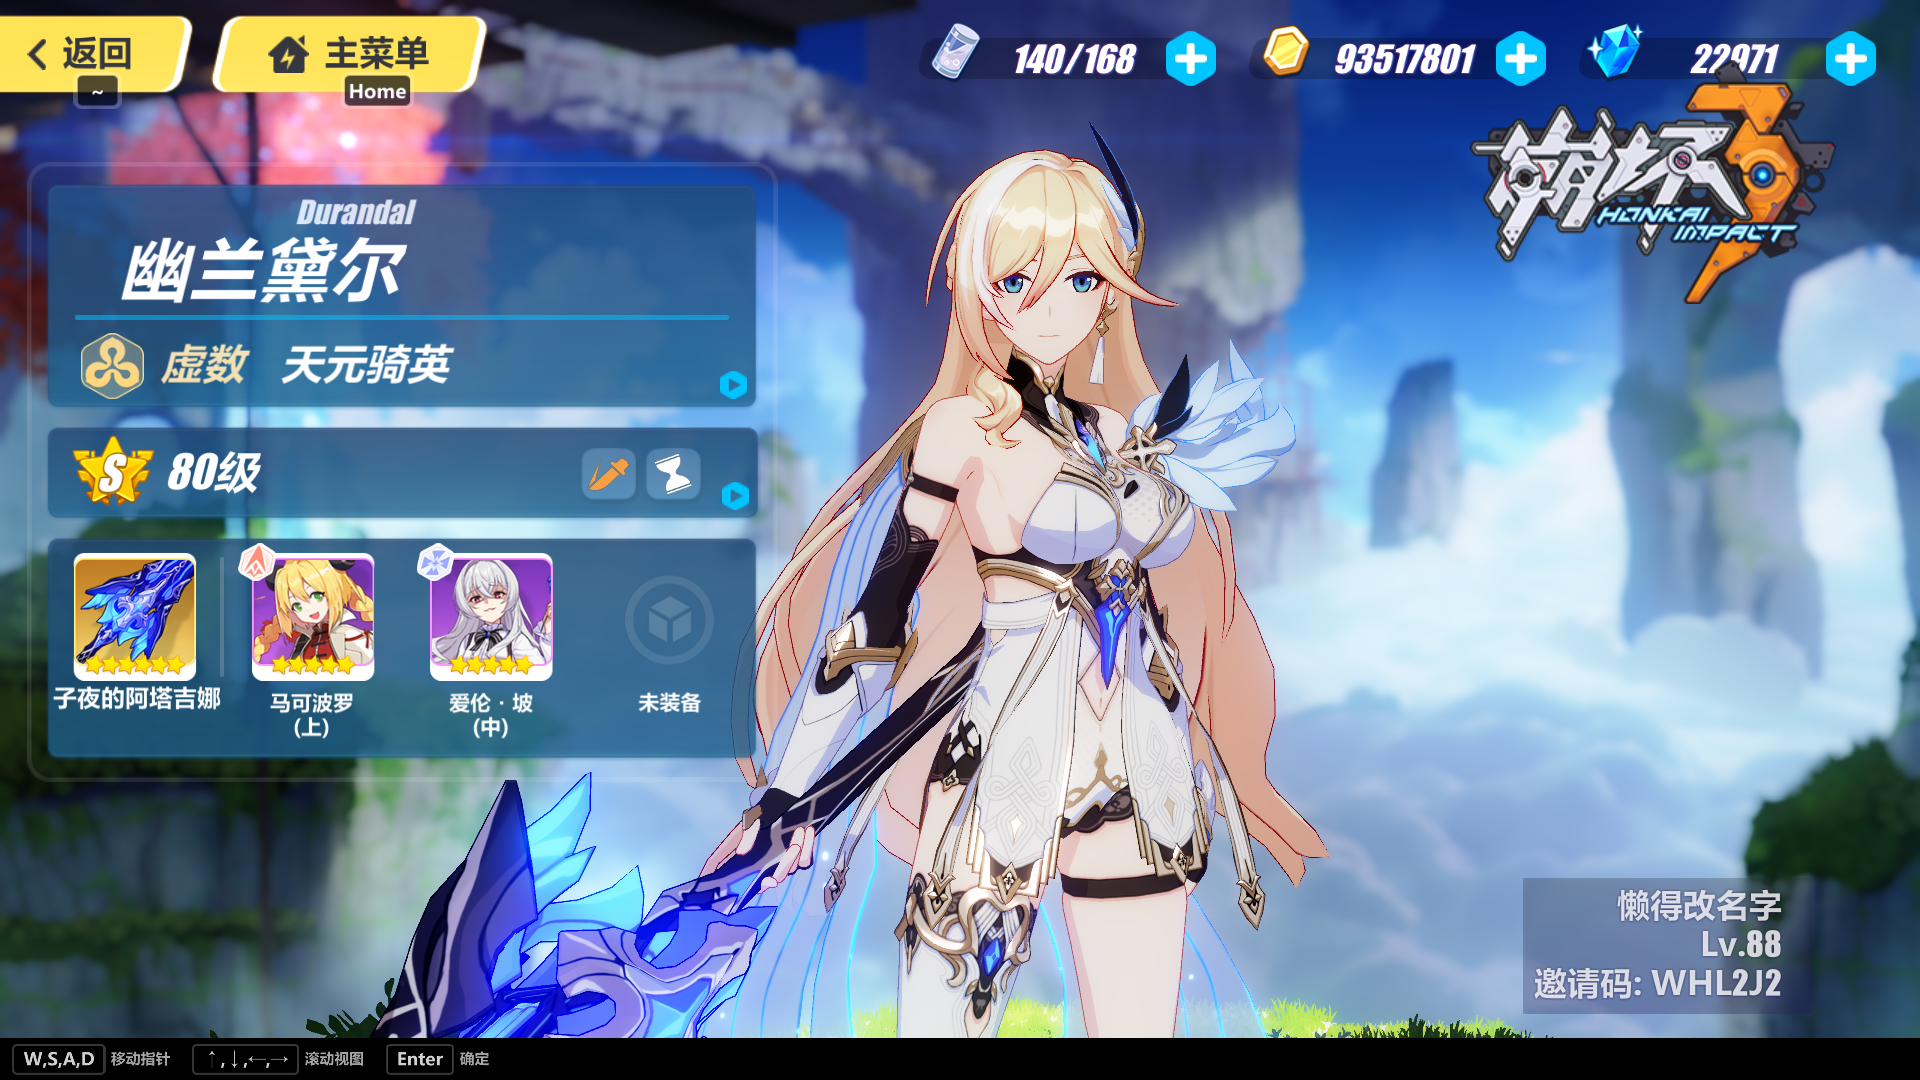 返回
~
主菜单
Home
140/168
93517801
22971
崩坏3
HONKAI IMPACT
Durandal
幽兰黛尔
虚数 天元骑英
S 80级
子夜的阿塔吉娜
马可波罗
(上)
爱伦·坡
(中)
未装备
懒得改名字
Lv.88
邀请码: WHL2J2
W,S,A,D 移动指针 ↑,↓,←,→ 滚动视图 Enter 确定